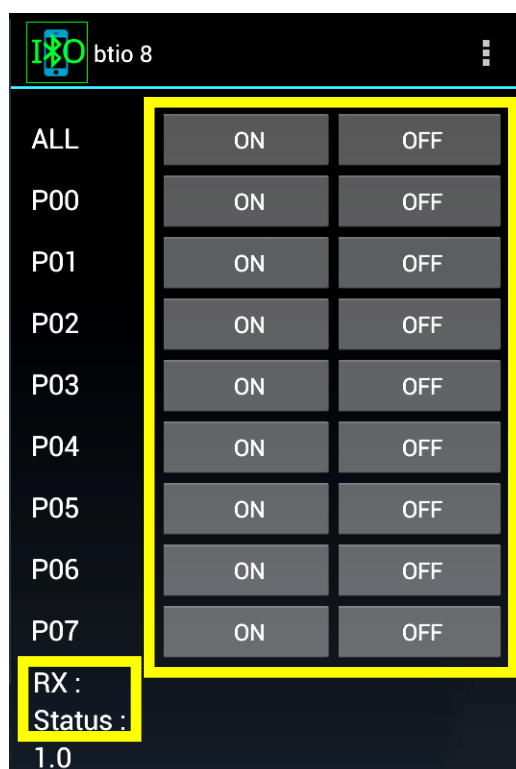 IBO btio 8
ALL ON OFF
P00 ON OFF
P01 ON OFF
P02 ON OFF
P03 ON OFF
P04 ON OFF
P05 ON OFF
P06 ON OFF
P07 ON OFF
RX :
Status :
1.0